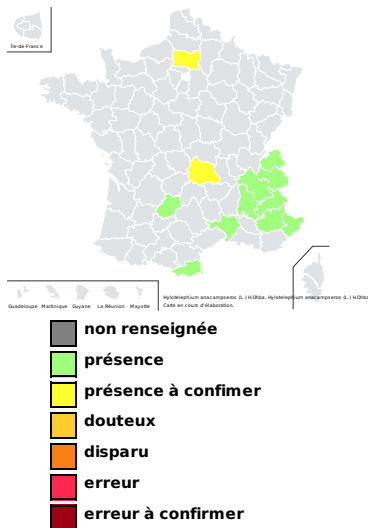 Île-de-France
Guadeloupe Martinique Guyane La Réunion Mayotte
Hylotelephium anacampseros (L.) H.Ohba, Hylotelephium anacampseros (L.) H.Ohba
Carte en cours d'élaboration.
non renseignée
présence
présence à confimer
douteux
disparu
erreur
erreur à confirmer